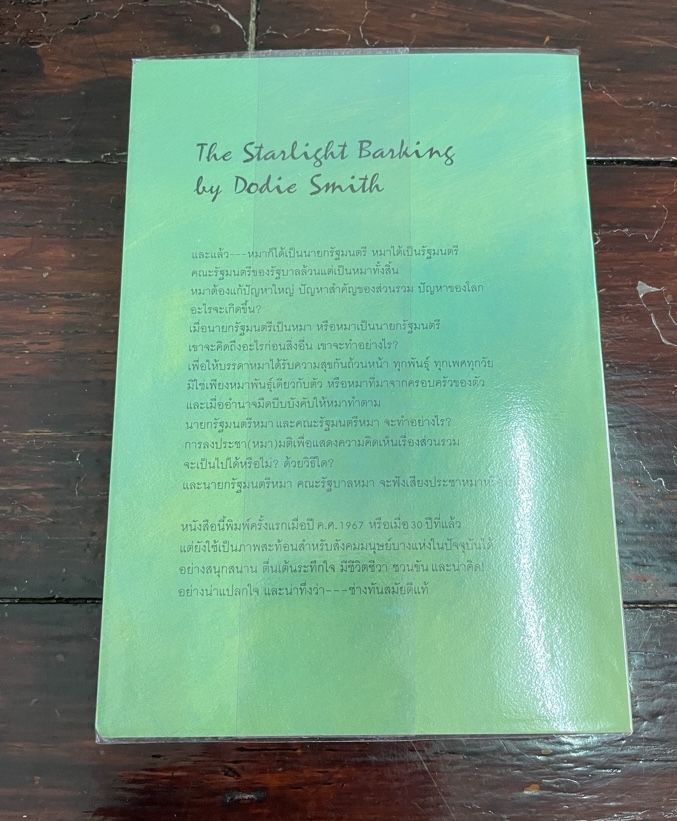 The Starlight Barking
by Dodie Smith
และแล้ว---หมาก็ได้เป็นนายกรัฐมนตรี หมาได้เป็นรัฐมนตรี
คณะรัฐมนตรีของรัฐบาลล้วนแต่เป็นหมาทั้งสิ้น
หมาต้องแก้ปัญหาใหญ่ ปัญหาสำคัญของส่วนรวม ปัญหาของโลก
อะไรจะเกิดขึ้น?
เมื่อนายกรัฐมนตรีเป็นหมา หรือหมาเป็นนายกรัฐมนตรี
เขาจะคิดถึงอะไรก่อนสิ่งอื่น เขาจะทำอย่างไร?
เพื่อให้บรรดาหมาได้รับความสุขกันถ้วนหน้า ทุกพันธุ์ ทุกเพศทุกวัย
มิใช่เพียงหมาพันธุ์เดียวกับตัว หรือหมาที่มาจากครอบครัวของตัว
และเมื่ออำนาจมืดบีบบังคับให้หมาทำตาม
นายกรัฐมนตรีหมา และคณะรัฐมนตรีหมา จะทำอย่างไร?
การลงประชา(หมา)มติเพื่อแสดงความคิดเห็นเรื่องส่วนรวม
จะเป็นไปได้หรือไม่? ด้วยวิธีใด?
และนายกรัฐมนตรีหมา คณะรัฐบาลหมา จะฟังเสียงประชาหมา
หนังสือนี้พิมพ์ครั้งแรกเมื่อปี ค.ศ.1967 หรือเมื่อ 30 ปีที่แล้ว
แต่ยังใช้เป็นภาพสะท้อนสำหรับสังคมมนุษย์บางแห่งในปัจจุบันได้
อย่างสนุกสนาน ตื่นเต้นระทึกใจ มีชีวิตชีวา ชวนขัน และน่าคิด!
อย่างน่าแปลกใจ และน่าทึ่งว่า---ช่างทันสมัยดีแท้